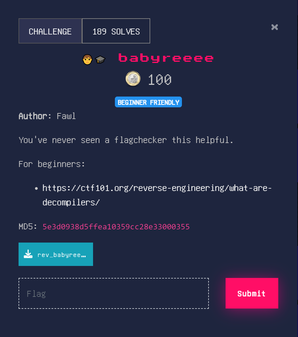 CHALLENGE
189 SOLVES
×
babyreeee
100
BEGINNER FRIENDLY
Author: Fawl
You've never seen a flagchecker this helpful.
For beginners:
• https://ctf101.org/reverse-engineering/what-are-
decompilers/
MD5: 5e3d0938d5ffea10359cc28e33000355
rev_babyree…
Flag
Submit